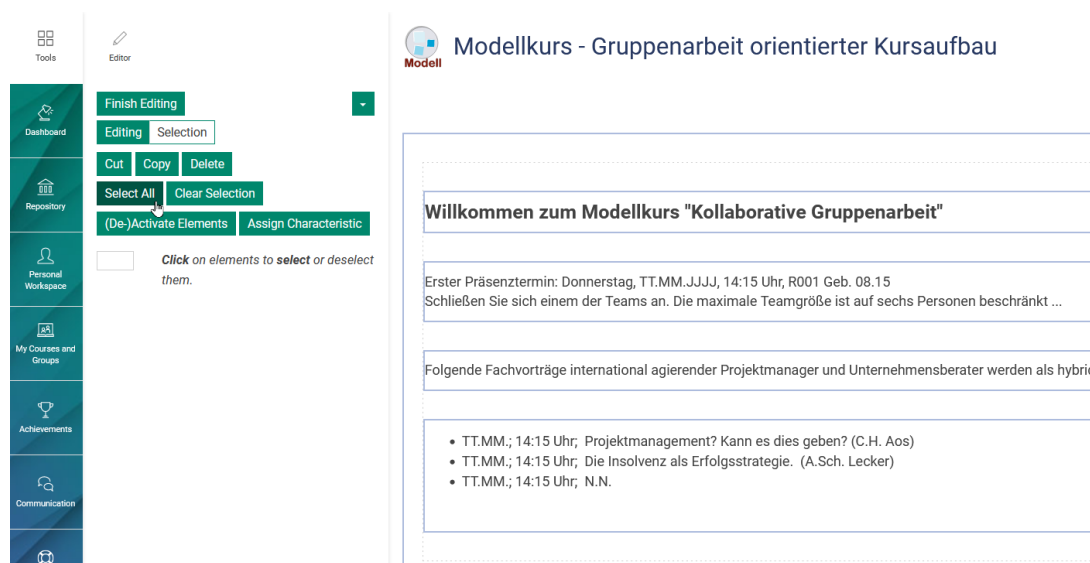 Tools
Editor
Modell
Modellkurs - Gruppenarbeit orientierter Kursaufbau
Dashboard
Repository
Personal
Workspace
My Courses and
Groups
Achievements
Communication
Finish Editing
Editing Selection
Cut Copy Delete
Select All Clear Selection
(De-)Activate Elements Assign Characteristic
Click on elements to select or deselect
them.
Willkommen zum Modellkurs "Kollaborative Gruppenarbeit"
Erster Präsenztermin: Donnerstag, TT.MM.JJJJ, 14:15 Uhr, R001 Geb. 08.15
Schließen Sie sich einem der Teams an. Die maximale Teamgröße ist auf sechs Personen beschränkt ...
Folgende Fachvorträge international agierender Projektmanager und Unternehmensberater werden als hybri
• TT.MM.; 14:15 Uhr; Projektmanagement? Kann es dies geben? (C.H. Aos)
• TT.MM.; 14:15 Uhr; Die Insolvenz als Erfolgsstrategie. (A.Sch. Lecker)
• TT.MM.; 14:15 Uhr; N.N.